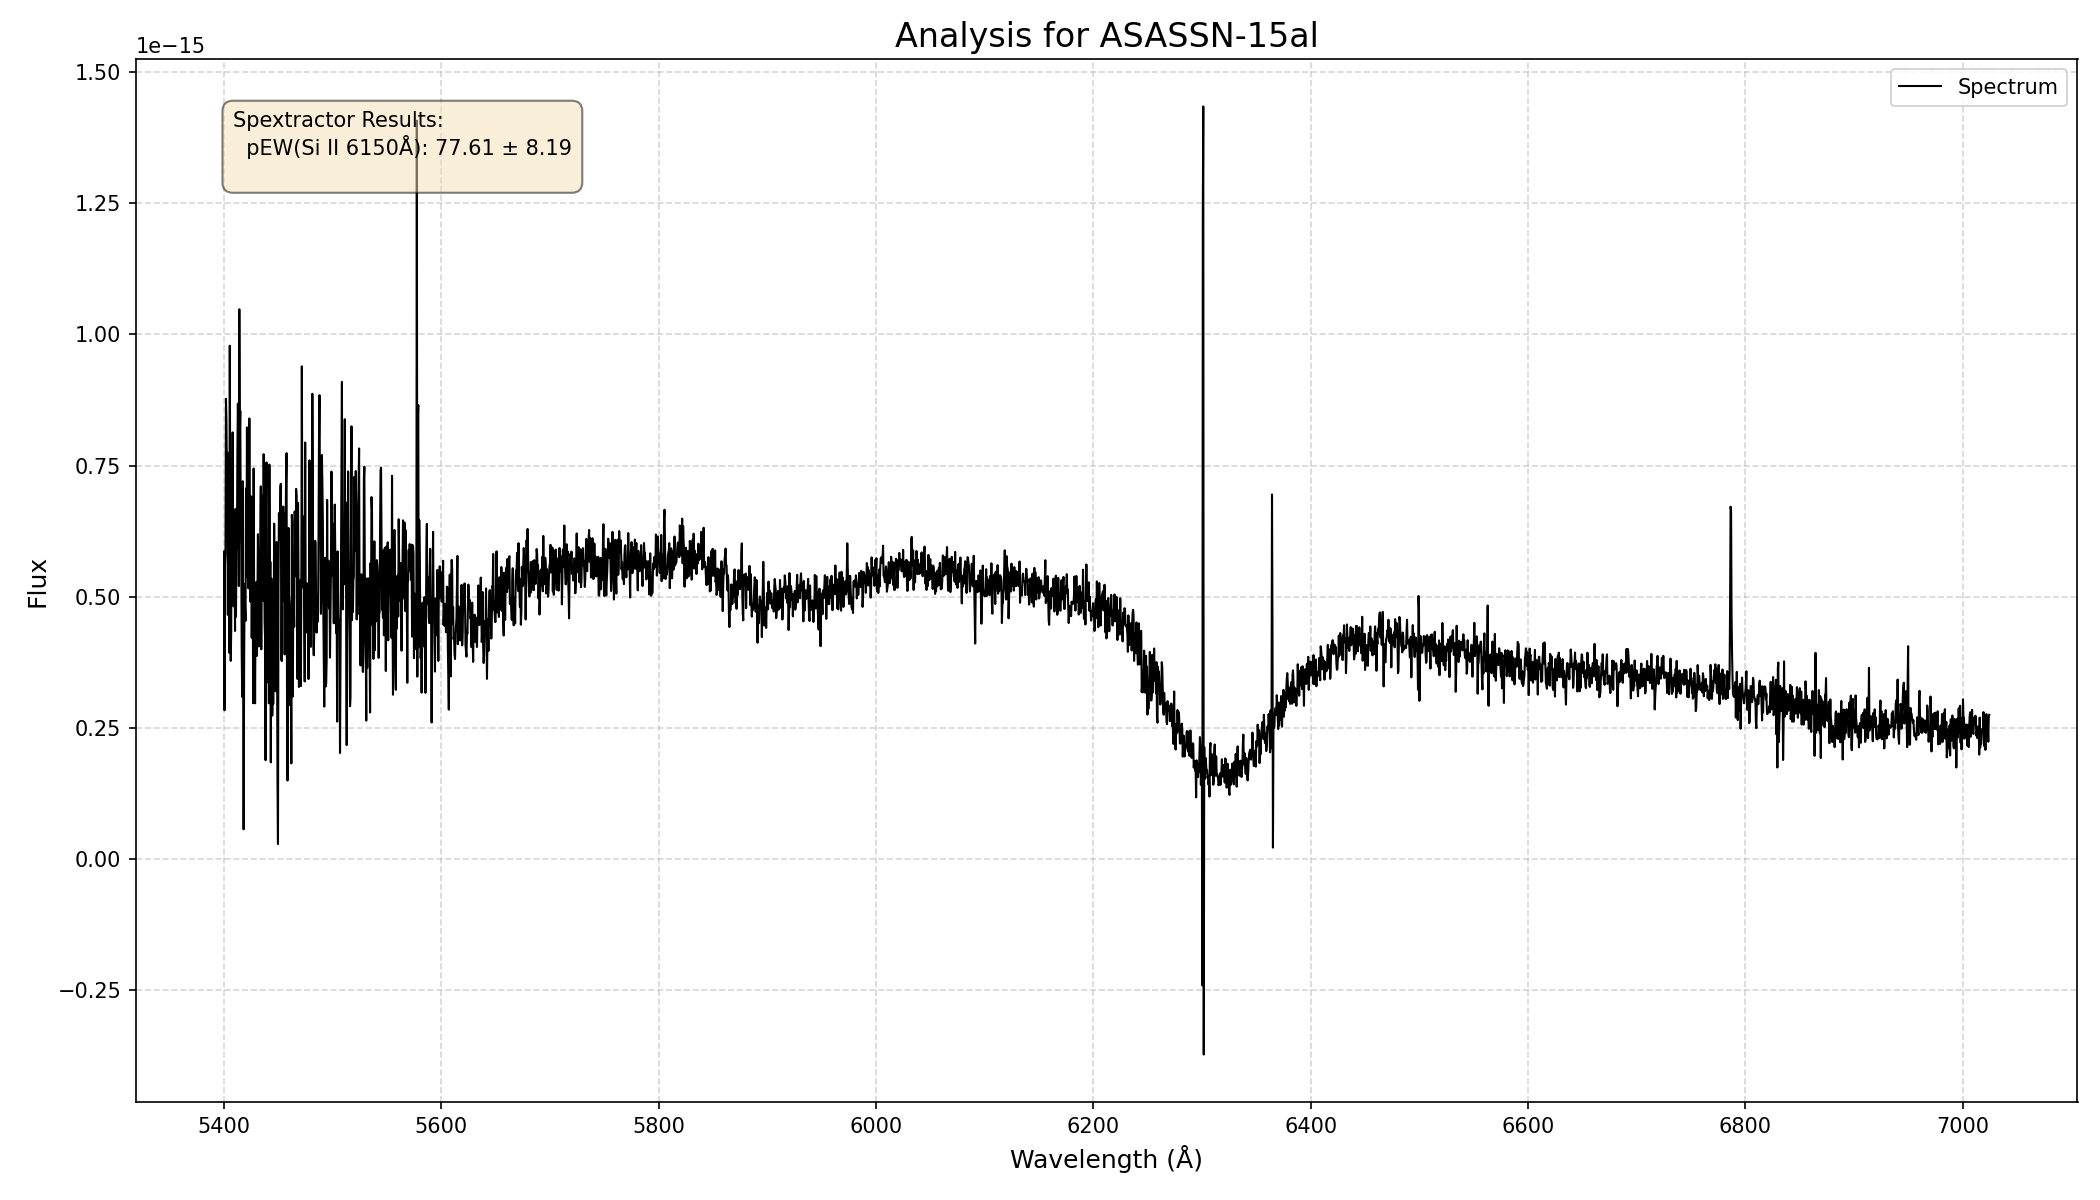 Analysis for ASASSN-15al
1e−15
Spectrum
Spextractor Results:
pEW(Si II 6150Å): 77.61 ± 8.19
1.50
1.25
1.00
0.75
0.50
0.25
0.00
−0.25
Flux
5400 5600 5800 6000 6200 6400 6600 6800 7000
Wavelength (Å)